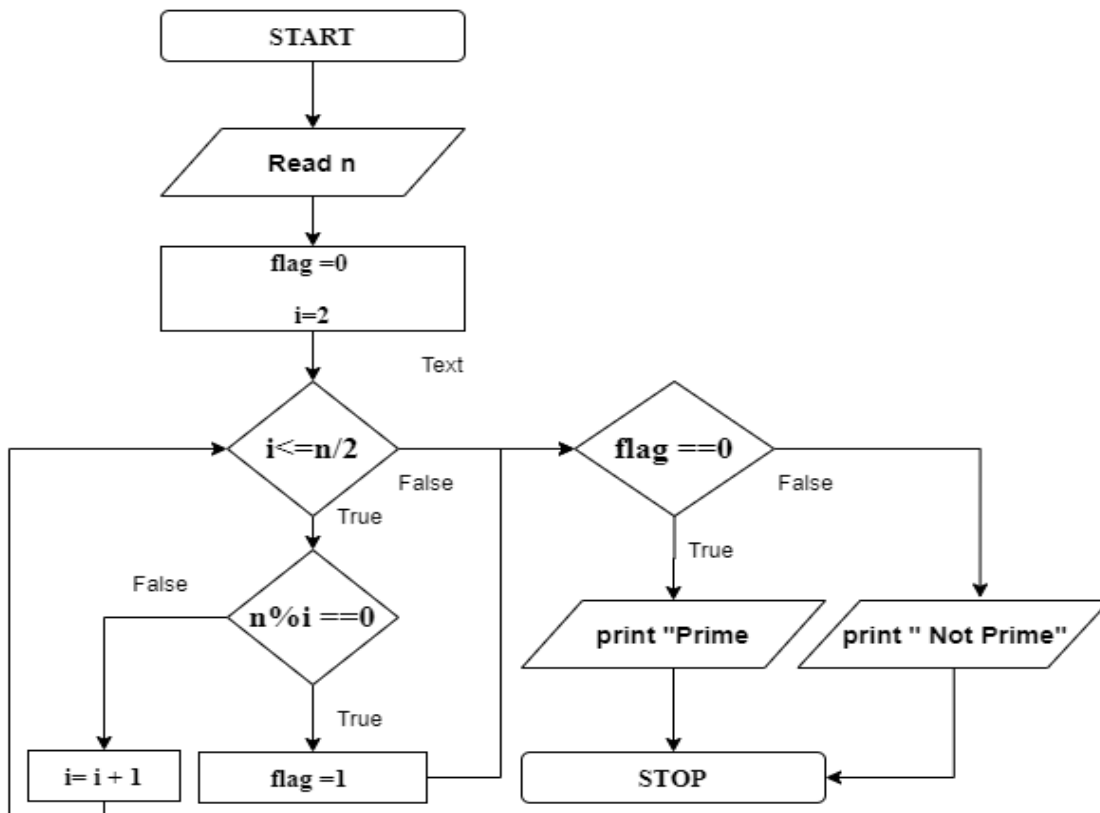 START
Read n
flag =0
i=2
Text
i<=n/2
flag ==0
False
False
True
True
False
n%i ==0
print "Prime
print " Not Prime"
True
i= i + 1
flag =1
STOP